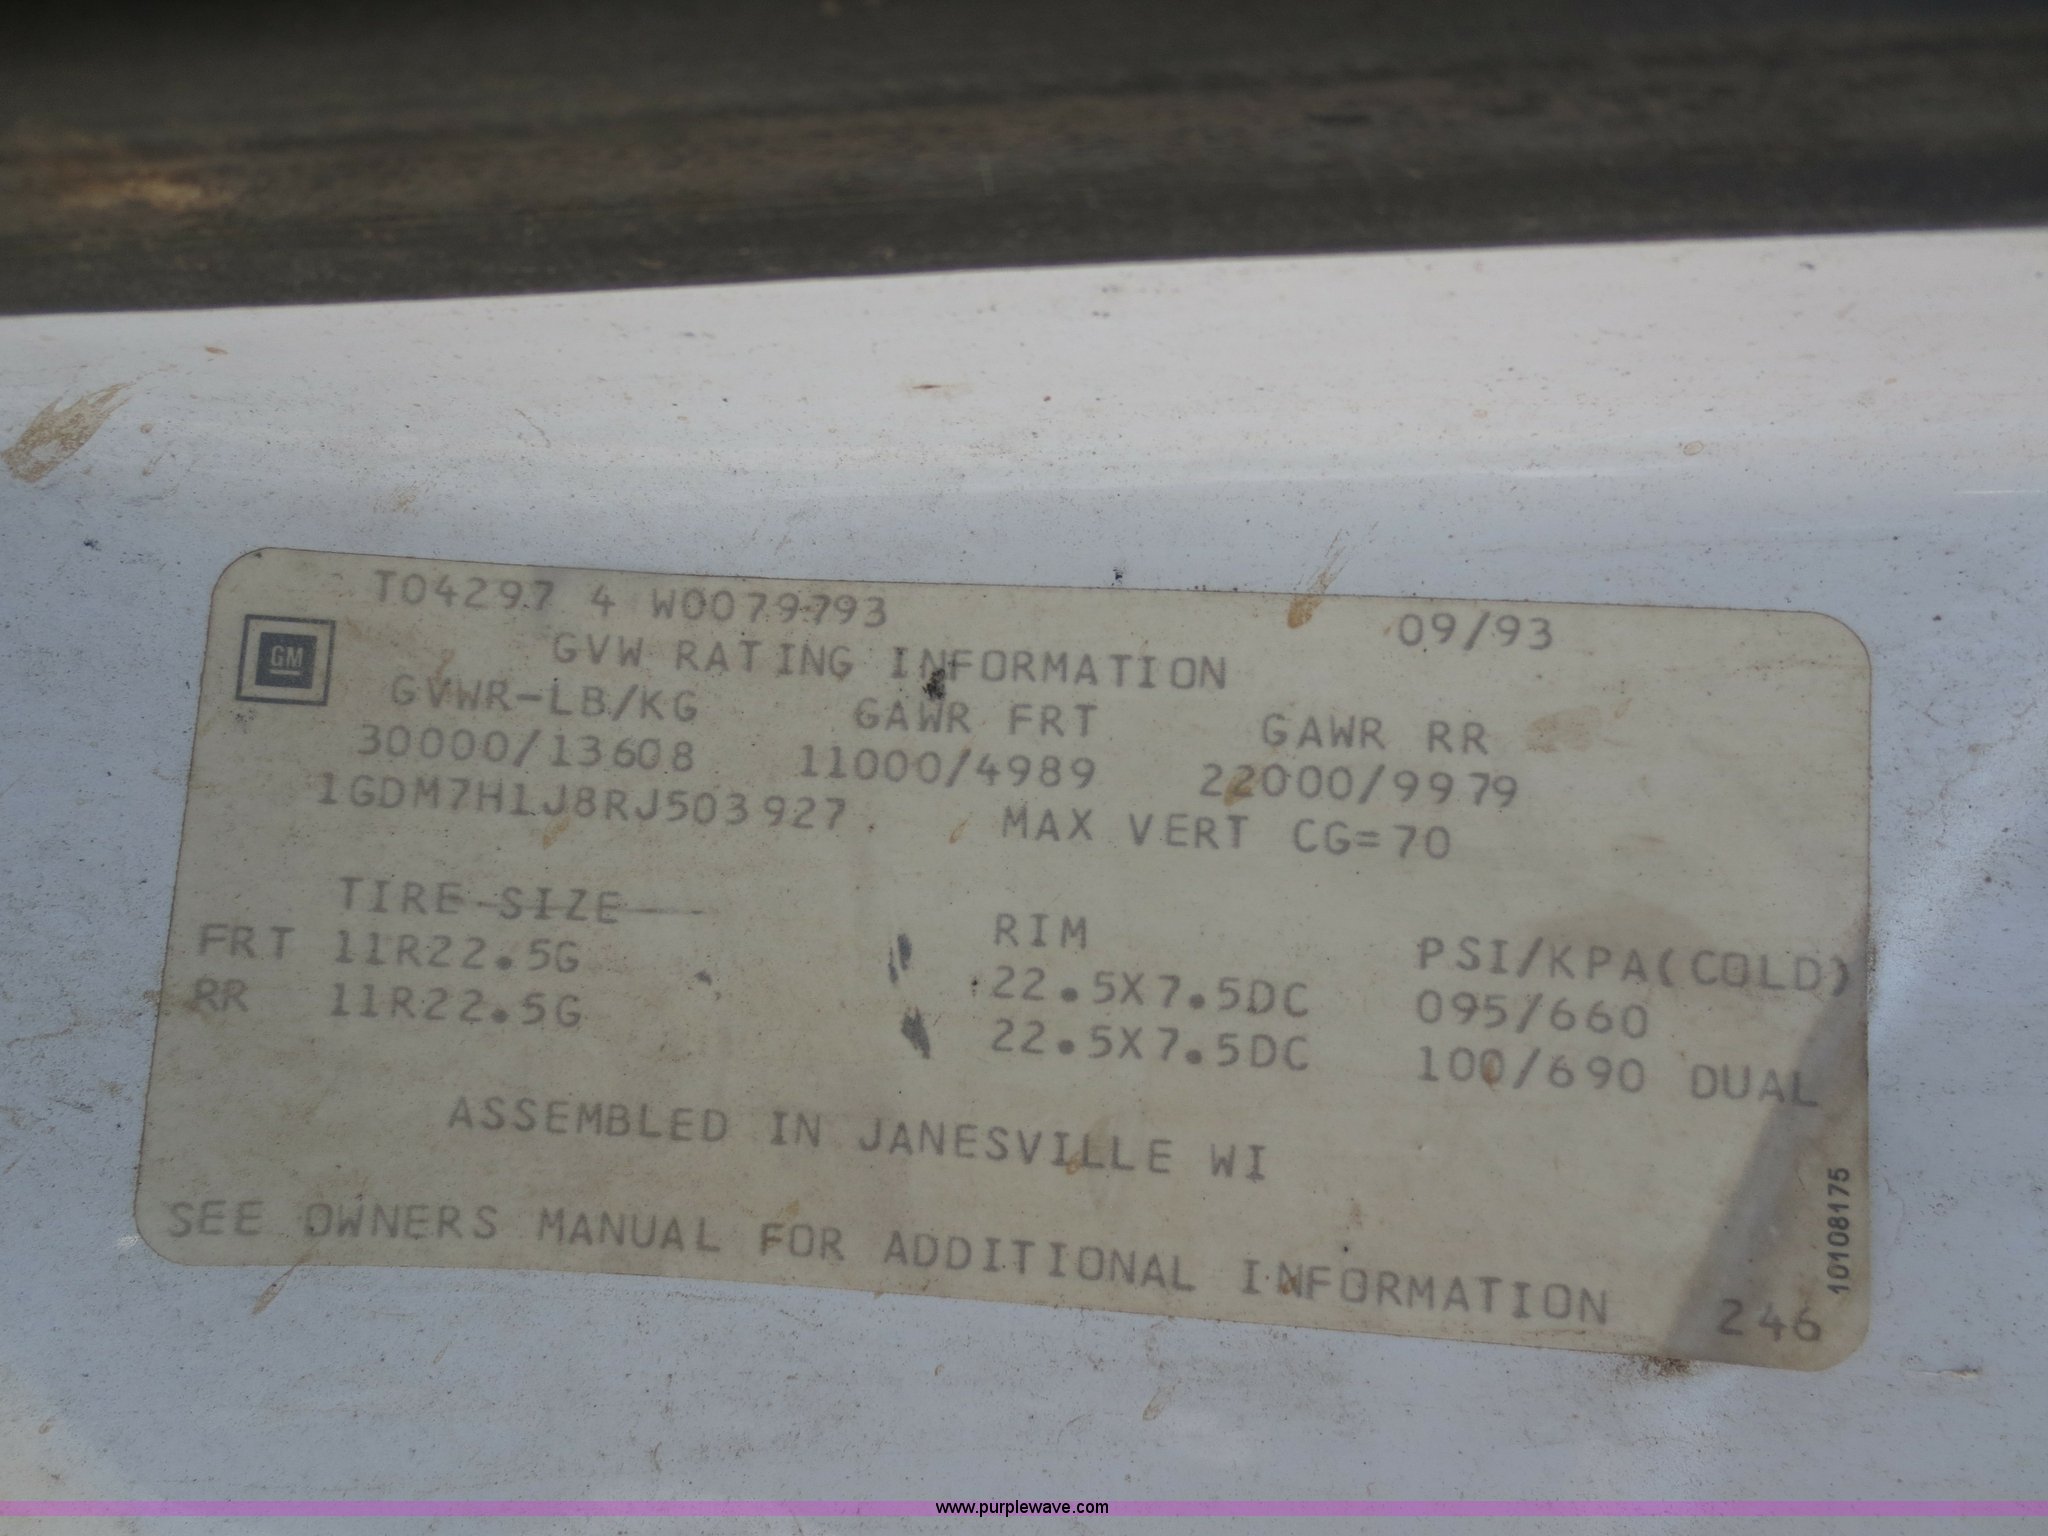 T04297 4 W0079793 09/93
GM
GVW RATING INFORMATION
GVWR-LB/KG GAWR FRT GAWR RR
30000/13608 11000/4989 22000/9979
1GDM7H1J8RJ503927 MAX VERT CG=70
TIRE-SIZE RIM PSI/KPA(COLD)
FRT 11R22.5G 22.5X7.5DC 095/660
RR 11R22.5G 22.5X7.5DC 100/690 DUAL
ASSEMBLED IN JANESVILLE WI
SEE OWNERS MANUAL FOR ADDITIONAL INFORMATION 246
10108175
www.purplewave.com